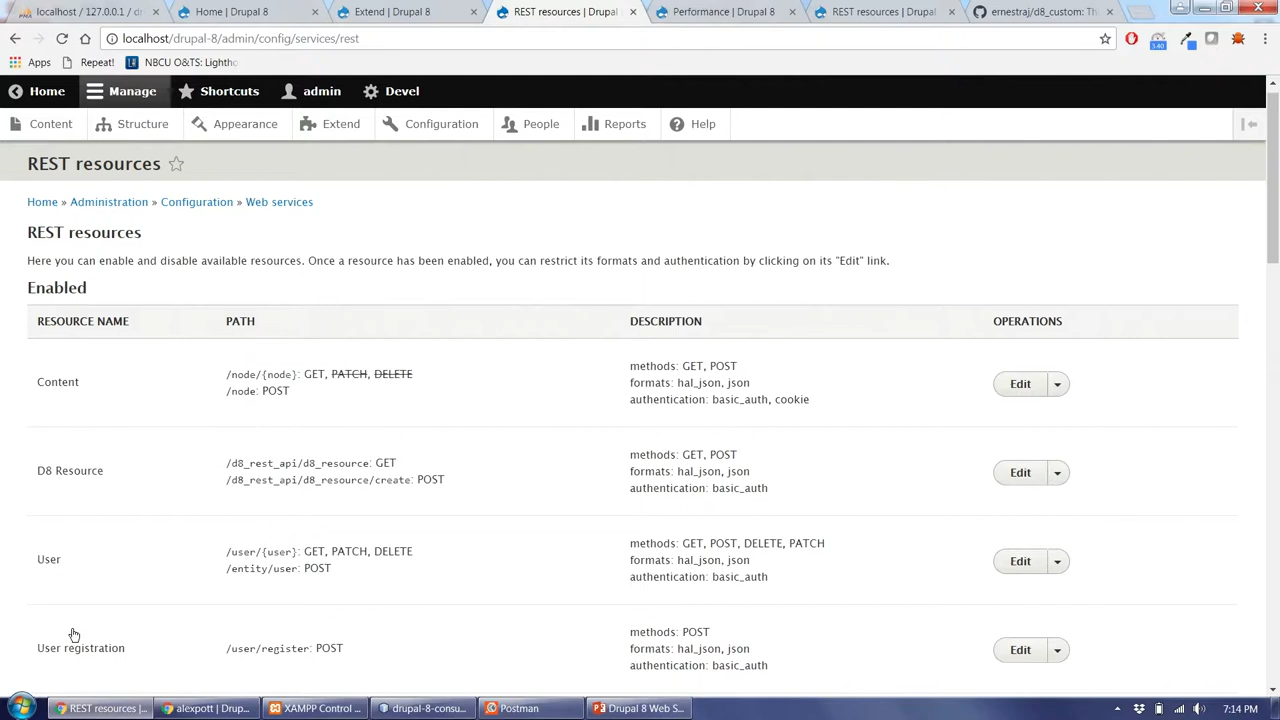 localhost / 127.0.0.1 / dr
Home | Drupal 8
Extend | Drupal 8
REST resources | Drupal
Performance | Drupal 8
REST resources | Drupal
ernestraj/d8_custom: Th
localhost/drupal-8/admin/config/services/rest
3.40
Apps
Repeat!
NBCU O&TS: Lightho
Home
Manage
Shortcuts
admin
Devel
Content
Structure
Appearance
Extend
Configuration
People
Reports
Help
REST resources
Home » Administration » Configuration » Web services
REST resources
Here you can enable and disable available resources. Once a resource has been enabled, you can restrict its formats and authentication by clicking on its "Edit" link.
Enabled
RESOURCE NAME PATH DESCRIPTION OPERATIONS
Content
/node/{node}: GET, PATCH, DELETE
/node: POST
methods: GET, POST
formats: hal_json, json
authentication: basic_auth, cookie
Edit
D8 Resource
/d8_rest_api/d8_resource: GET
/d8_rest_api/d8_resource/create: POST
methods: GET, POST
formats: hal_json, json
authentication: basic_auth
Edit
User
/user/{user}: GET, PATCH, DELETE
/entity/user: POST
methods: GET, POST, DELETE, PATCH
formats: hal_json, json
authentication: basic_auth
Edit
User registration
/user/register: POST
methods: POST
formats: hal_json, json
authentication: basic_auth
Edit
REST resources |...
alexpott | Drup...
XAMPP Control ...
drupal-8-consu...
Postman
Drupal 8 Web S...
7:14 PM